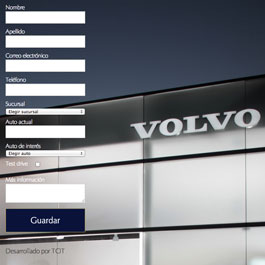 Nombre
Apellido
Correo electrónico
Teléfono
Sucursal
Elegir sucursal
Auto actual
VOLVO
Auto de interés
Elegir auto
Test drive
Más información
Guardar
Desarrollado por TCIT